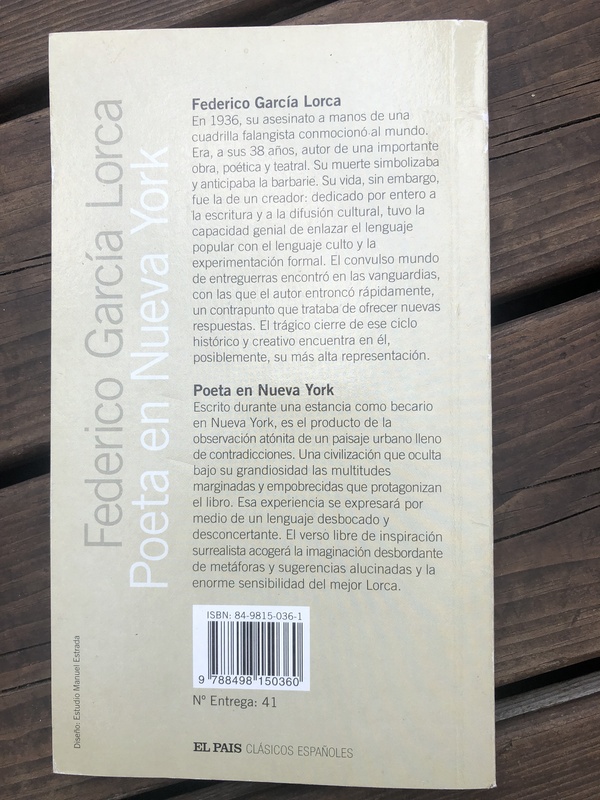 Federico García Lorca
Poeta en Nueva York
Federico García Lorca
En 1936, su asesinato a manos de una
cuadrilla falangista conmocionó al mundo.
Era, a sus 38 años, autor de una importante
obra, poética y teatral. Su muerte simbolizaba
y anticipaba la barbarie. Su vida, sin embargo,
fue la de un creador: dedicado por entero a
la escritura y a la difusión cultural, tuvo la
capacidad genial de enlazar el lenguaje
popular con el lenguaje culto y la
experimentación formal. El convulso mundo
de entreguerras encontró en las vanguardias,
con las que el autor entroncó rápidamente,
un contrapunto que trataba de ofrecer nuevas
respuestas. El trágico cierre de ese ciclo
histórico y creativo encuentra en él,
posiblemente, su más alta representación.
Poeta en Nueva York
Escrito durante una estancia como becario
en Nueva York, es el producto de la
observación atónita de un paisaje urbano lleno
de contradicciones. Una civilización que oculta
bajo su grandiosidad las multitudes
marginadas y empobrecidas que protagonizan
el libro. Esa experiencia se expresará por
medio de un lenguaje desbocado y
desconcertante. El verso libre de inspiración
surrealista acogerá la imaginación desbordante
de metáforas y sugerencias alucinadas y la
enorme sensibilidad del mejor Lorca.
ISBN: 84-9815-036-1
9 788498 150360
Nº Entrega: 41
Diseño: Estudio Manuel Estrada
EL PAIS CLÁSICOS ESPAÑOLES